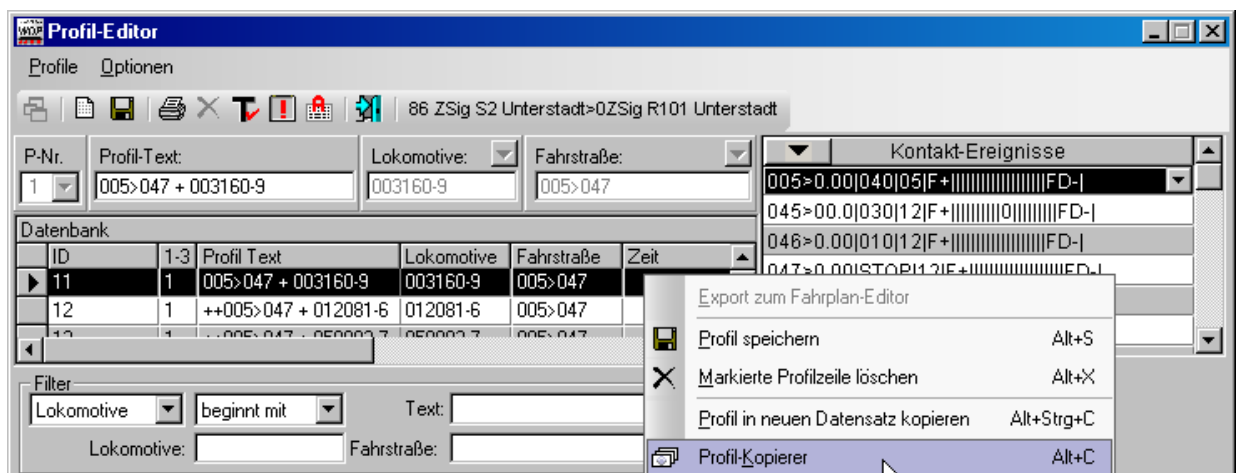 WDP Profil-Editor
Profile Optionen
86 ZSig S2 Unterstadt>0ZSig R101 Unterstadt
P-Nr. Profil-Text: Lokomotive: Fahrstraße: Kontakt-Ereignisse
1 005>047 + 003160-9 003160-9 005>047 005>0.00|040|05|F+|||||||||||||||||||FD-|
045>00.0|030|12|F+||||||||||0|||||||||FD-|
Datenbank 046>0.00|010|12|F+|||||||||||||||||||FD-|
ID 1-3 Profil Text Lokomotive Fahrstraße Zeit
11 1 005>047 + 003160-9 003160-9 005>047
12 1 ++005>047 + 012081-6 012081-6 005>047
Export zum Fahrplan-Editor
Profil speichern Alt+S
Markierte Profilzeile löschen Alt+X
Profil in neuen Datensatz kopieren Alt+Strg+C
Profil-Kopierer Alt+C
Filter
Lokomotive beginnt mit Text:
Lokomotive: Fahrstraße: